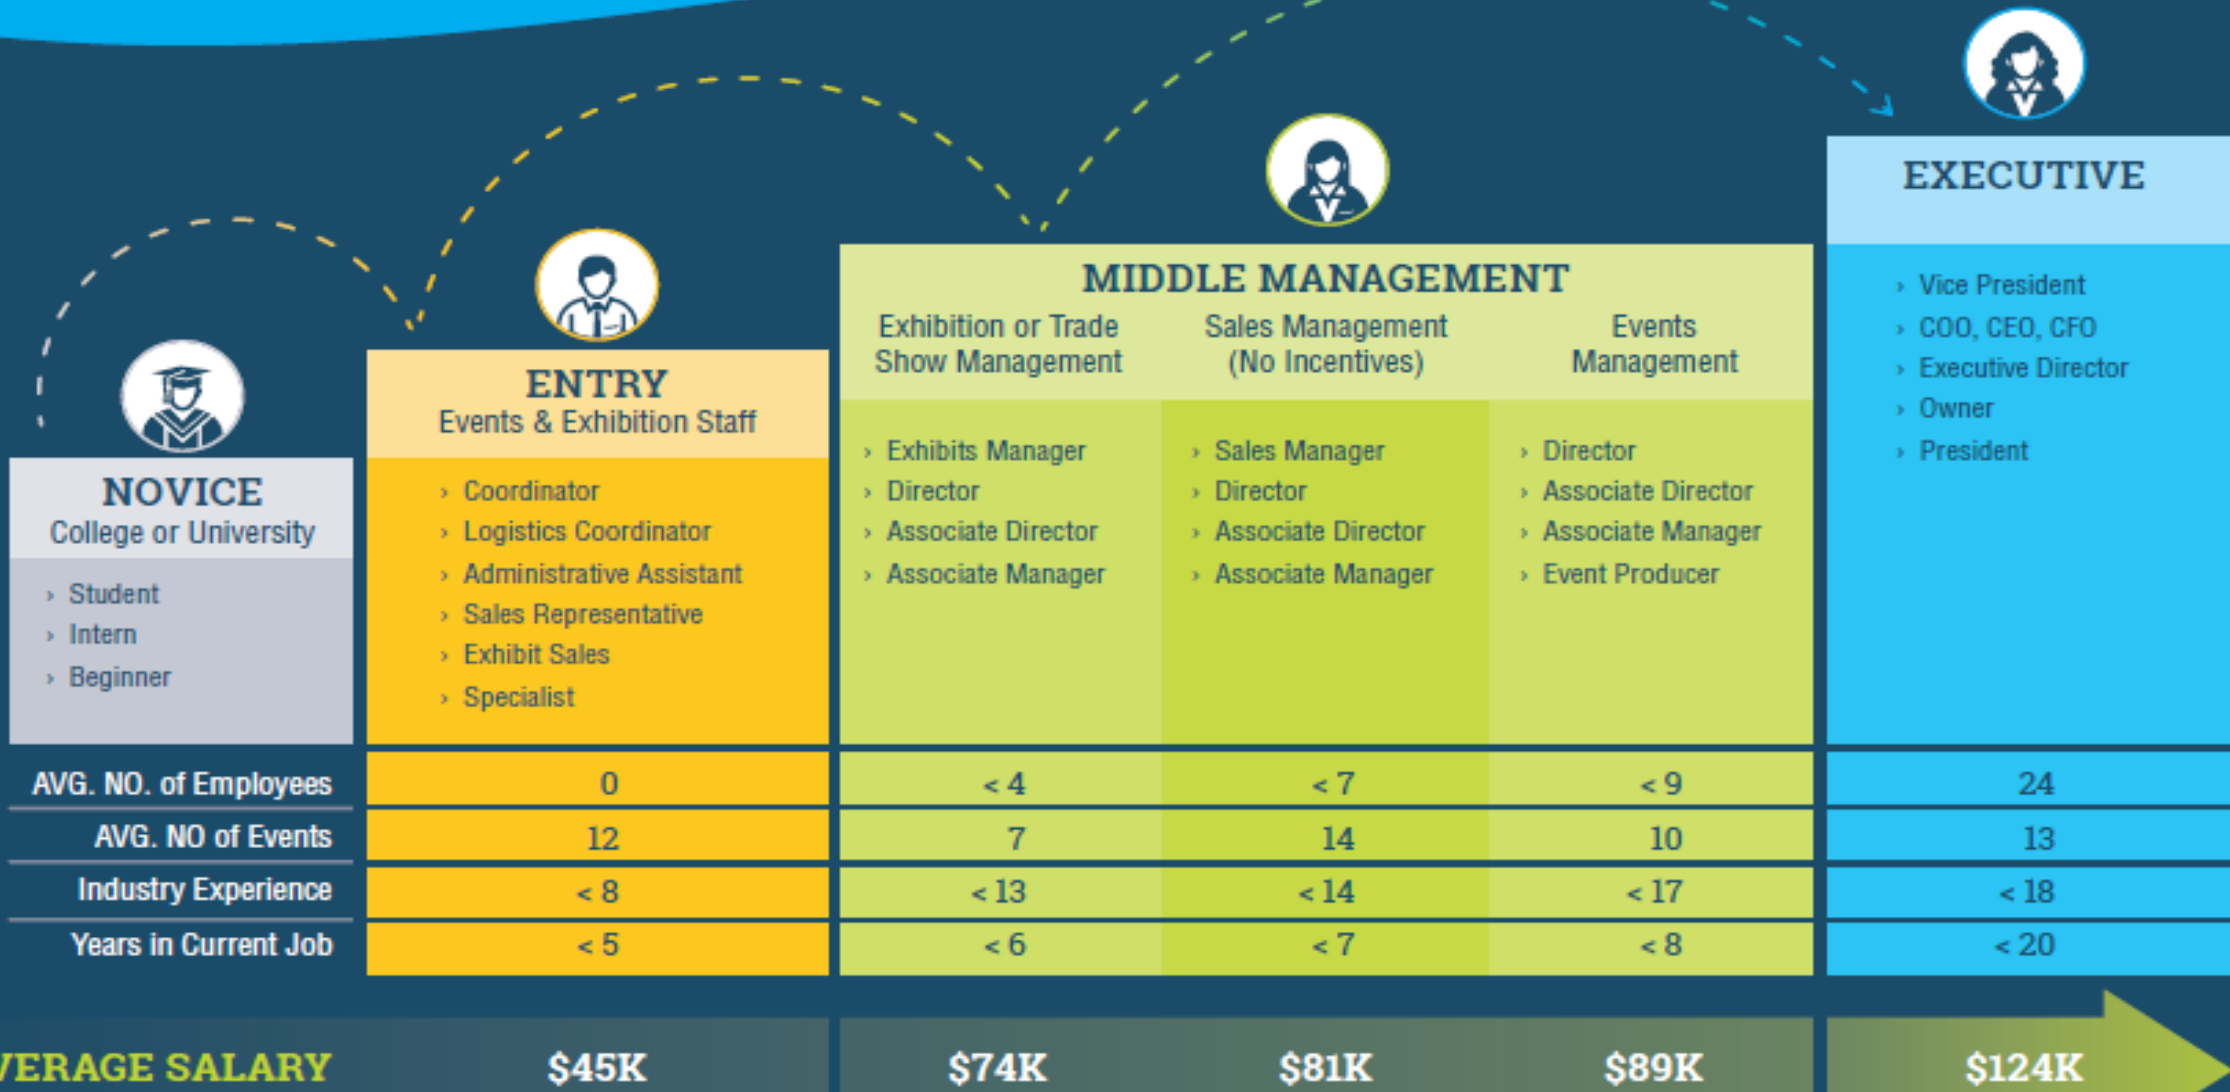 EXECUTIVE
› Vice President
› COO, CEO, CFO
› Executive Director
› Owner
› President
MIDDLE MANAGEMENT
Exhibition or Trade
Show Management
› Exhibits Manager
› Director
› Associate Director
› Associate Manager
Sales Management
(No Incentives)
› Sales Manager
› Director
› Associate Director
› Associate Manager
Events
Management
› Director
› Associate Director
› Associate Manager
› Event Producer
ENTRY
Events & Exhibition Staff
› Coordinator
› Logistics Coordinator
› Administrative Assistant
› Sales Representative
› Exhibit Sales
› Specialist
NOVICE
College or University
› Student
› Intern
› Beginner
AVG. NO. of Employees 0 < 4 < 7 < 9 24
AVG. NO of Events 12 7 14 10 13
Industry Experience < 8 < 13 < 14 < 17 < 18
Years in Current Job < 5 < 6 < 7 < 8 < 20
VERAGE SALARY $45K $74K $81K $89K $124K